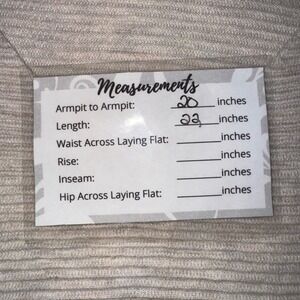 Measurements
Armpit to Armpit: 20 inches
Length: 22 inches
Waist Across Laying Flat: inches
Rise: inches
Inseam: inches
Hip Across Laying Flat: inches